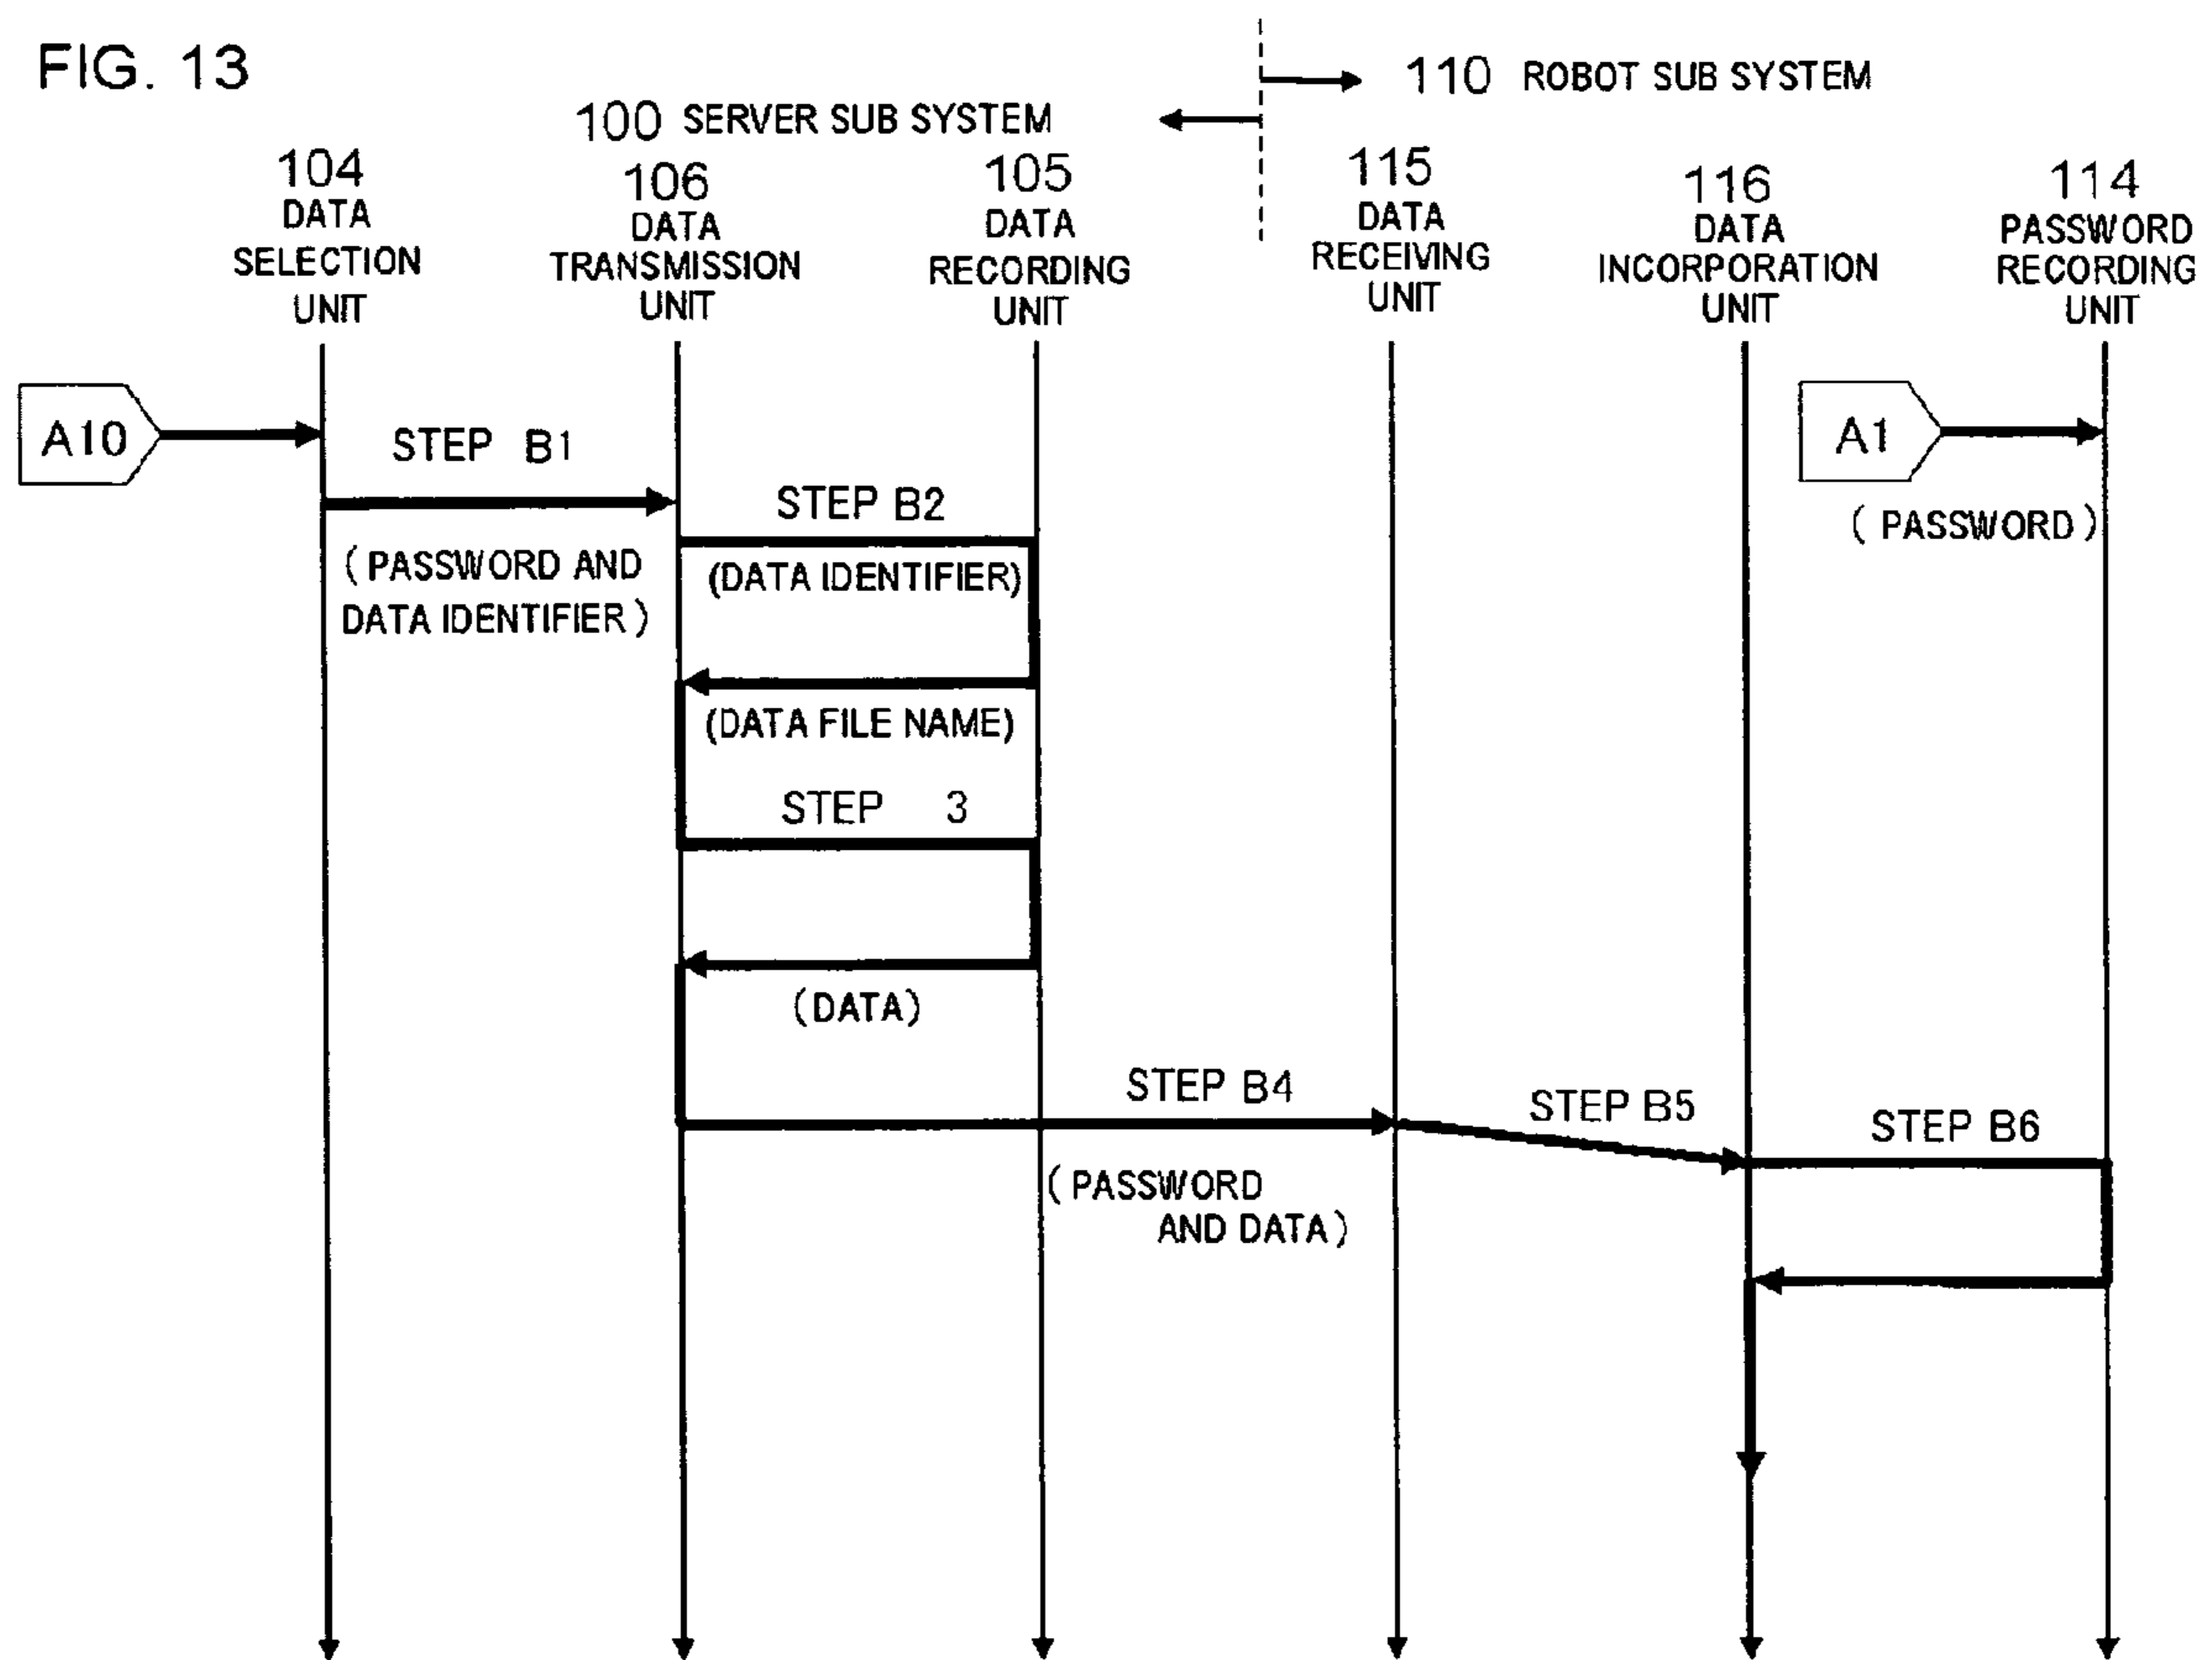 FIG. 13
110 ROBOT SUB SYSTEM
100 SERVER SUB SYSTEM
104
DATA
SELECTION
UNIT
106
DATA
TRANSMISSION
UNIT
105
DATA
RECORDING
UNIT
115
DATA
RECEIVING
UNIT
116
DATA
INCORPORATION
UNIT
114
PASSWORD
RECORDING
UNIT
A10
A1
(PASSWORD)
STEP B1
(PASSWORD AND
DATA IDENTIFIER)
STEP B2
(DATA IDENTIFIER)
(DATA FILE NAME)
STEP 3
(DATA)
STEP B4
(PASSWORD
AND DATA)
STEP B5
STEP B6